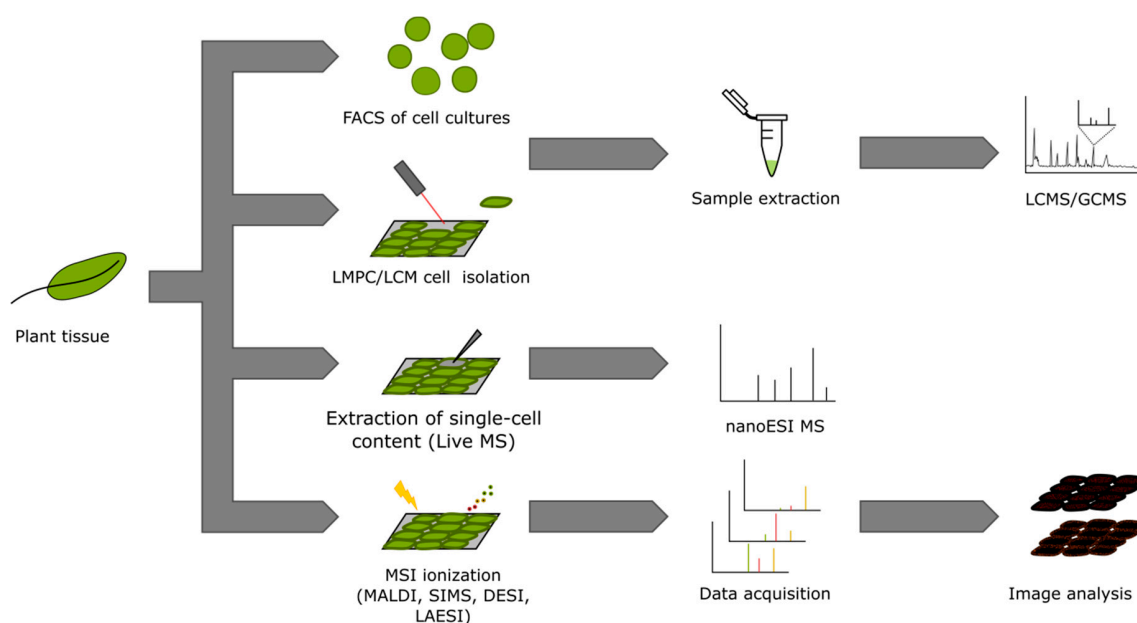 FACS of cell cultures
Sample extraction
LCMS/GCMS
LMPC/LCM cell isolation
Plant tissue
Extraction of single-cell
content (Live MS)
nanoESI MS
MSI ionization
(MALDI, SIMS, DESI,
LAESI)
Data acquisition
Image analysis